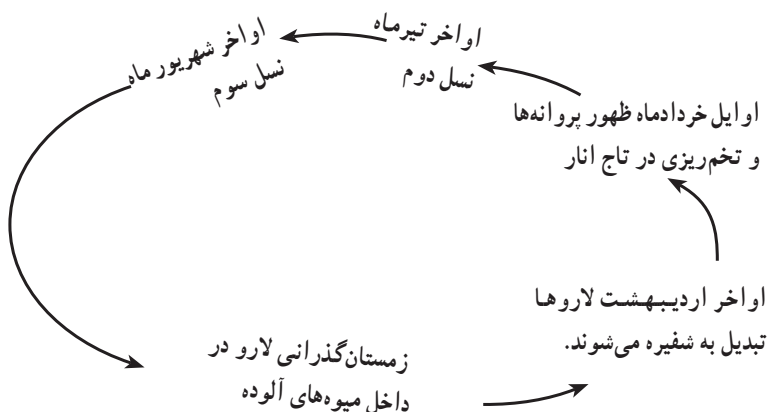 اواخر تیرماه
نسل دوم
اواخر شهریور ماه
نسل سوم
اوایل خردادماه ظهور پروانه‌ها
و تخم‌ریزی در تاج انار
اواخر اردیبهشت لاروها
تبدیل به شفیره می‌شوند.
زمستان‌گذرانی لارو در
داخل میوه‌های آلوده